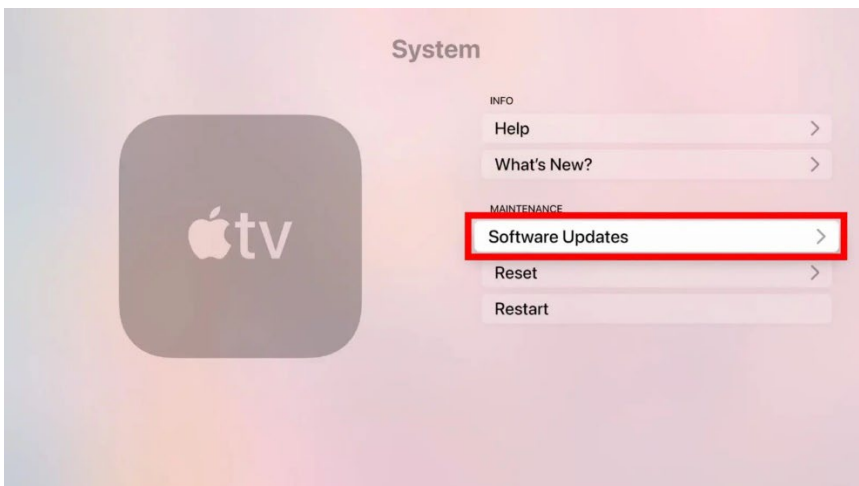 System
tv
INFO
Help
What's New?
MAINTENANCE
Software Updates
Reset
Restart